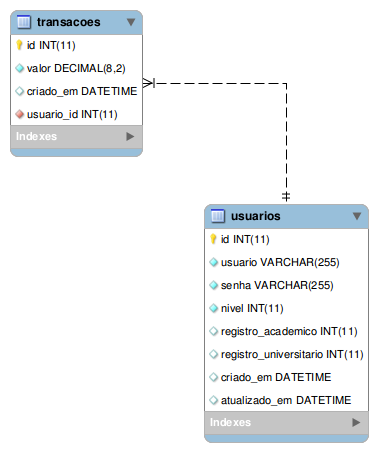 transacoes
id INT(11)
valor DECIMAL(8,2)
criado_em DATETIME
usuario_id INT(11)
Indexes
usuarios
id INT(11)
usuario VARCHAR(255)
senha VARCHAR(255)
nivel INT(11)
registro_academico INT(11)
registro_universitario INT(11)
criado_em DATETIME
atualizado_em DATETIME
Indexes